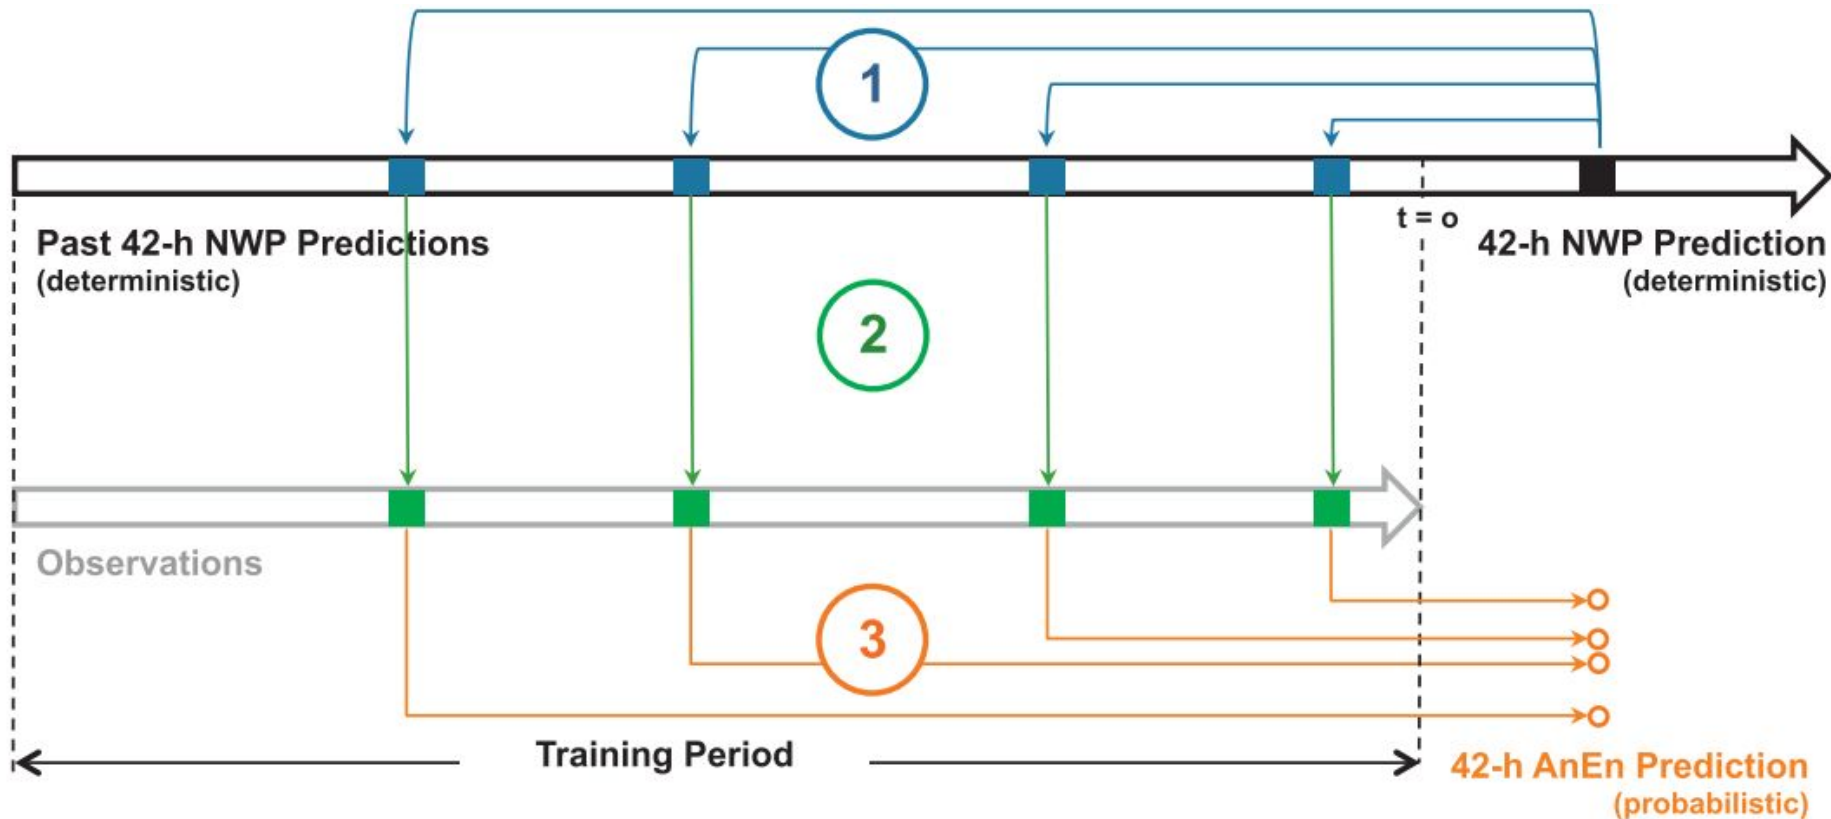 1
t = o
Past 42-h NWP Predictions
(deterministic)
42-h NWP Prediction
(deterministic)
2
Observations
3
Training Period
42-h AnEn Prediction
(probabilistic)